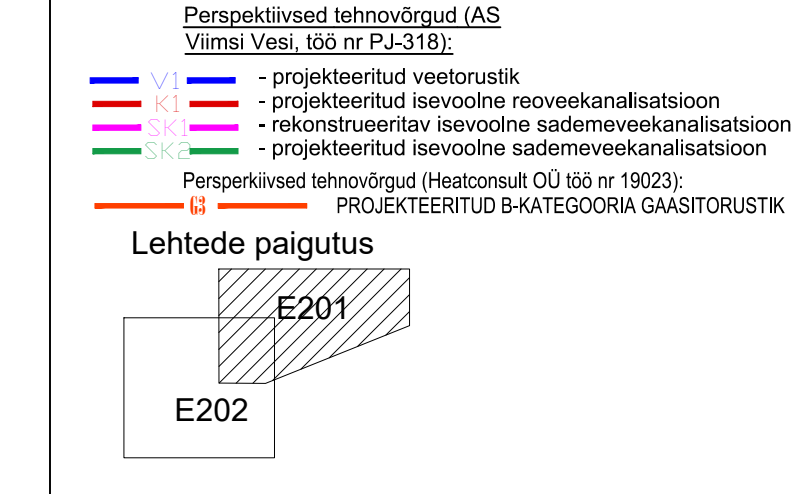 Perspektiivsed tehnovõrgud (AS
Viimsi Vesi, töö nr PJ-318):
V1 - projekteeritud veetorustik
K1 - projekteeritud isevoolne reoveekanalisatsioon
SK1 - rekonstrueeritav isevoolne sademeveekanalisatsioon
SK2 - projekteeritud isevoolne sademeveekanalisatsioon
Persperkiivsed tehnovõrgud (Heatconsult OÜ töö nr 19023):
PROJEKTEERITUD B-KATEGOORIA GAASITORUSTIK
Lehtede paigutus
E201
E202